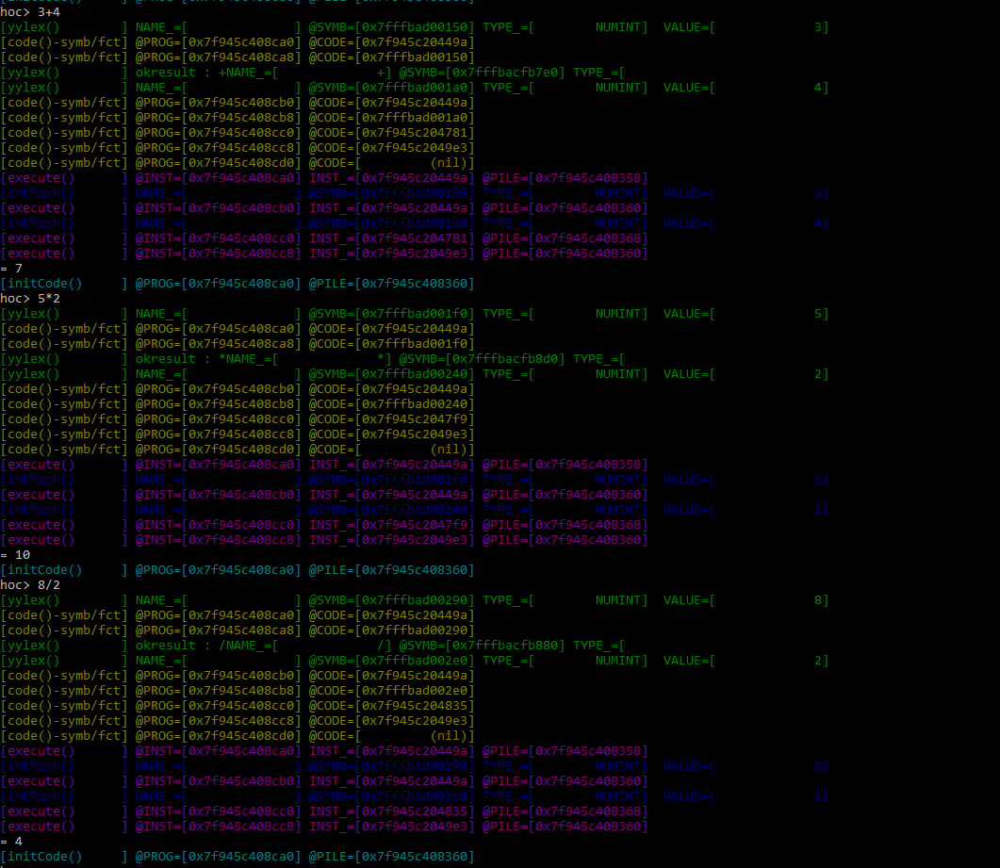 hoc> 3+4
[yylex()        ] NAME_=[              ] @SYMB=[0x7fffbad00150] TYPE_=[        NUMINT]  VALUE=[             3]
[code()-symb/fct] @PROG=[0x7f945c408ca0] @CODE=[0x7f945c20449a]
[code()-symb/fct] @PROG=[0x7f945c408ca8] @CODE=[0x7fffbad00150]
[yylex()        ] okresult : +NAME_=[             +] @SYMB=[0x7fffbacfb7e0] TYPE_=[
[yylex()        ] NAME_=[              ] @SYMB=[0x7fffbad001a0] TYPE_=[        NUMINT]  VALUE=[             4]
[code()-symb/fct] @PROG=[0x7f945c408cb0] @CODE=[0x7f945c20449a]
[code()-symb/fct] @PROG=[0x7f945c408cb8] @CODE=[0x7fffbad001a0]
[code()-symb/fct] @PROG=[0x7f945c408cc0] @CODE=[0x7f945c204781]
[code()-symb/fct] @PROG=[0x7f945c408cc8] @CODE=[0x7f945c2049e3]
[code()-symb/fct] @PROG=[0x7f945c408cd0] @CODE=[         (nil)]
[execute()      ] @INST=[0x7f945c408ca0] INST_=[0x7f945c20449a] @PILE=[0x7f945c408358]
[intPush()      ] NAME_=[              ] @SYMB=[0x7fffbad00150] TYPE_=[        NUMINT]  VALUE=[             3]
[execute()      ] @INST=[0x7f945c408cb0] INST_=[0x7f945c20449a] @PILE=[0x7f945c408360]
[intPush()      ] NAME_=[              ] @SYMB=[0x7fffbad001a0] TYPE_=[        NUMINT]  VALUE=[             4]
[execute()      ] @INST=[0x7f945c408cc0] INST_=[0x7f945c204781] @PILE=[0x7f945c408368]
[execute()      ] @INST=[0x7f945c408cc8] INST_=[0x7f945c2049e3] @PILE=[0x7f945c408360]
= 7
[initCode()     ] @PROG=[0x7f945c408ca0] @PILE=[0x7f945c408360]
hoc> 5*2
[yylex()        ] NAME_=[              ] @SYMB=[0x7fffbad001f0] TYPE_=[        NUMINT]  VALUE=[             5]
[code()-symb/fct] @PROG=[0x7f945c408ca0] @CODE=[0x7f945c20449a]
[code()-symb/fct] @PROG=[0x7f945c408ca8] @CODE=[0x7fffbad001f0]
[yylex()        ] okresult : *NAME_=[             *] @SYMB=[0x7fffbacfb8d0] TYPE_=[
[yylex()        ] NAME_=[              ] @SYMB=[0x7fffbad00240] TYPE_=[        NUMINT]  VALUE=[             2]
[code()-symb/fct] @PROG=[0x7f945c408cb0] @CODE=[0x7f945c20449a]
[code()-symb/fct] @PROG=[0x7f945c408cb8] @CODE=[0x7fffbad00240]
[code()-symb/fct] @PROG=[0x7f945c408cc0] @CODE=[0x7f945c2047f9]
[code()-symb/fct] @PROG=[0x7f945c408cc8] @CODE=[0x7f945c2049e3]
[code()-symb/fct] @PROG=[0x7f945c408cd0] @CODE=[         (nil)]
[execute()      ] @INST=[0x7f945c408ca0] INST_=[0x7f945c20449a] @PILE=[0x7f945c408358]
[intPush()      ] NAME_=[              ] @SYMB=[0x7fffbad001f0] TYPE_=[        NUMINT]  VALUE=[             5]
[execute()      ] @INST=[0x7f945c408cb0] INST_=[0x7f945c20449a] @PILE=[0x7f945c408360]
[intPush()      ] NAME_=[              ] @SYMB=[0x7fffbad00240] TYPE_=[        NUMINT]  VALUE=[             2]
[execute()      ] @INST=[0x7f945c408cc0] INST_=[0x7f945c2047f9] @PILE=[0x7f945c408368]
[execute()      ] @INST=[0x7f945c408cc8] INST_=[0x7f945c2049e3] @PILE=[0x7f945c408360]
= 10
[initCode()     ] @PROG=[0x7f945c408ca0] @PILE=[0x7f945c408360]
hoc> 8/2
[yylex()        ] NAME_=[              ] @SYMB=[0x7fffbad00290] TYPE_=[        NUMINT]  VALUE=[             8]
[code()-symb/fct] @PROG=[0x7f945c408ca0] @CODE=[0x7f945c20449a]
[code()-symb/fct] @PROG=[0x7f945c408ca8] @CODE=[0x7fffbad00290]
[yylex()        ] okresult : /NAME_=[             /] @SYMB=[0x7fffbacfb880] TYPE_=[
[yylex()        ] NAME_=[              ] @SYMB=[0x7fffbad002e0] TYPE_=[        NUMINT]  VALUE=[             2]
[code()-symb/fct] @PROG=[0x7f945c408cb0] @CODE=[0x7f945c20449a]
[code()-symb/fct] @PROG=[0x7f945c408cb8] @CODE=[0x7fffbad002e0]
[code()-symb/fct] @PROG=[0x7f945c408cc0] @CODE=[0x7f945c204835]
[code()-symb/fct] @PROG=[0x7f945c408cc8] @CODE=[0x7f945c2049e3]
[code()-symb/fct] @PROG=[0x7f945c408cd0] @CODE=[         (nil)]
[execute()      ] @INST=[0x7f945c408ca0] INST_=[0x7f945c20449a] @PILE=[0x7f945c408358]
[intPush()      ] NAME_=[              ] @SYMB=[0x7fffbad00290] TYPE_=[        NUMINT]  VALUE=[             8]
[execute()      ] @INST=[0x7f945c408cb0] INST_=[0x7f945c20449a] @PILE=[0x7f945c408360]
[intPush()      ] NAME_=[              ] @SYMB=[0x7fffbad002e0] TYPE_=[        NUMINT]  VALUE=[             2]
[execute()      ] @INST=[0x7f945c408cc0] INST_=[0x7f945c204835] @PILE=[0x7f945c408368]
[execute()      ] @INST=[0x7f945c408cc8] INST_=[0x7f945c2049e3] @PILE=[0x7f945c408360]
= 4
[initCode()     ] @PROG=[0x7f945c408ca0] @PILE=[0x7f945c408360]